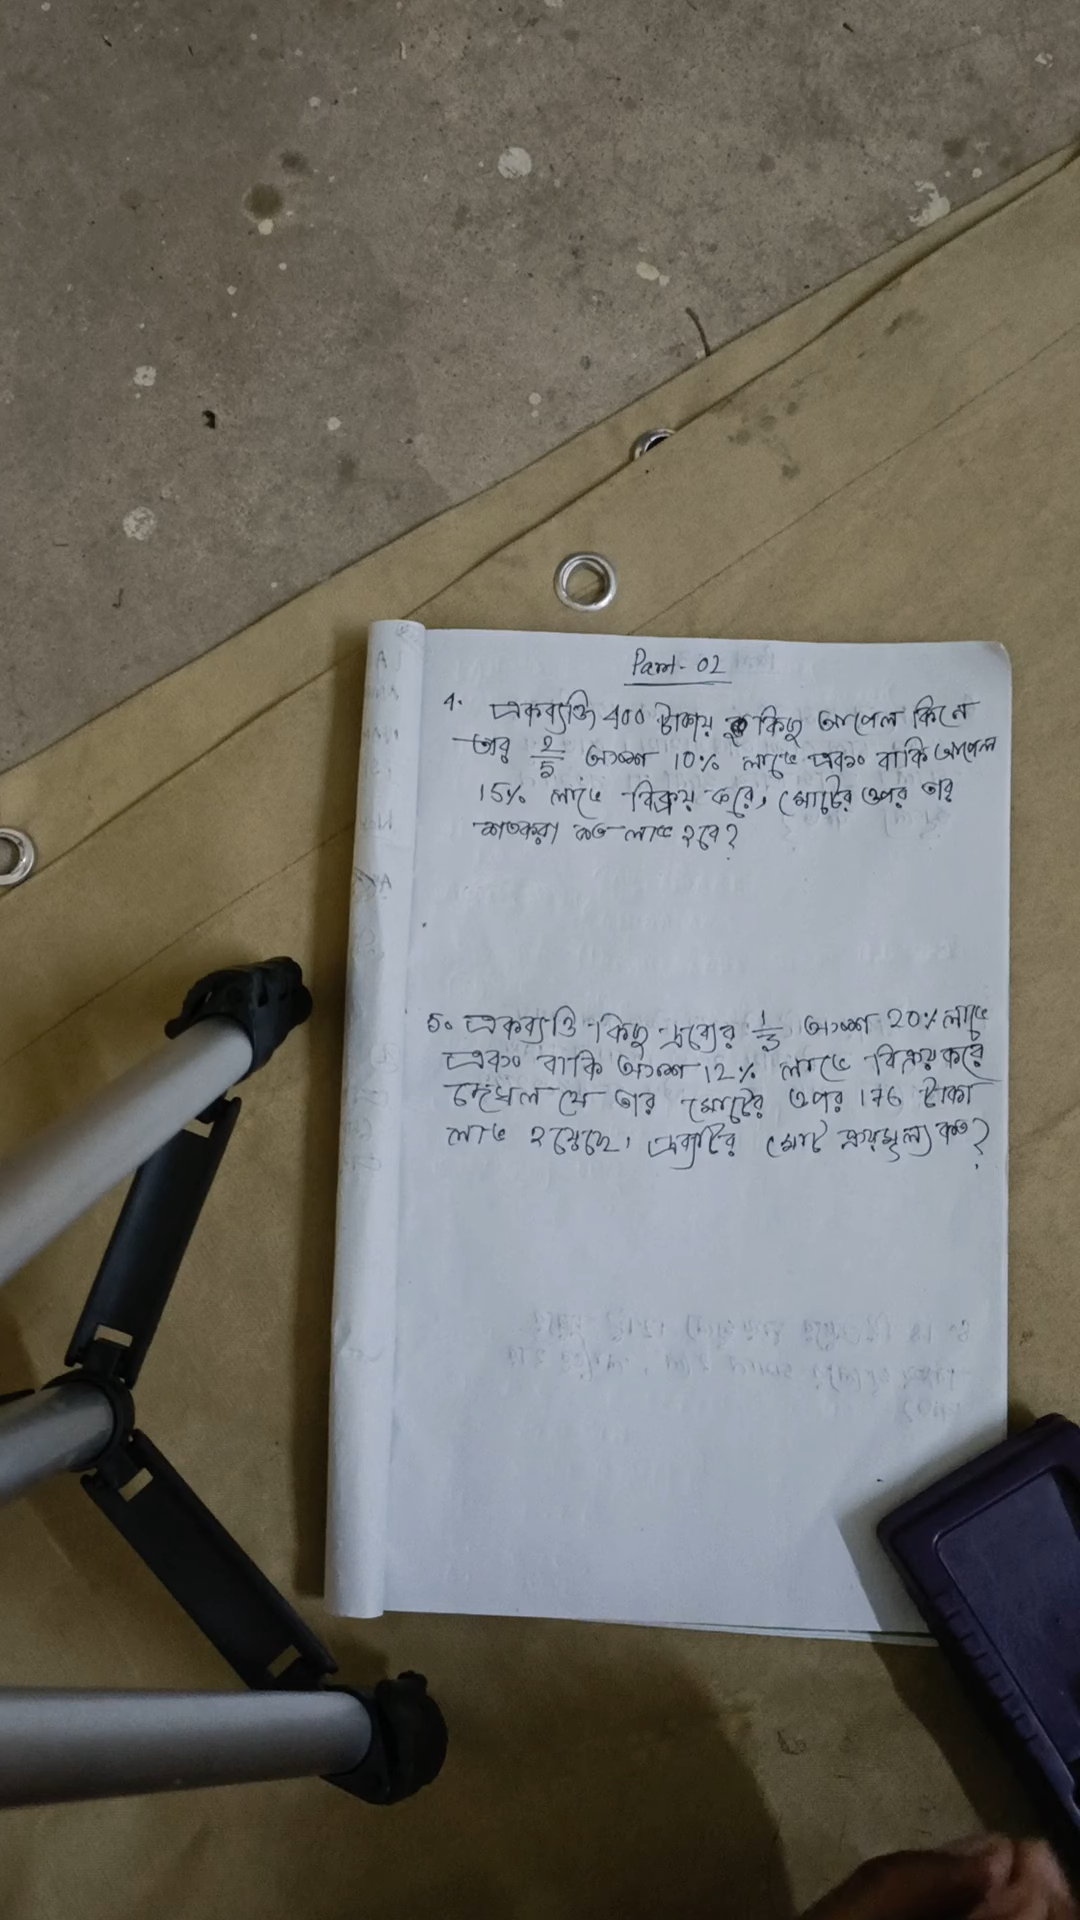 Part-02
4. একব্যক্তি 400 টাকায় কিছু আপেল কিনে
তার 2/5 অংশ 10% লাভে এবং বাকি আপেল
15% লাভে বিক্রয় করে, মোটের ওপর তার
শতকরা কত লাভ হবে?
5. একব্যক্তি কিছু দ্রব্যের 1/3 অংশ 20% লাভে
এবং বাকি অংশ 12% লাভে বিক্রয় করে
দেখল যে তার মোটের ওপর 176 টাকা
লাভ হয়েছে। দ্রব্যটির মোট ক্রয়মূল্য কত?